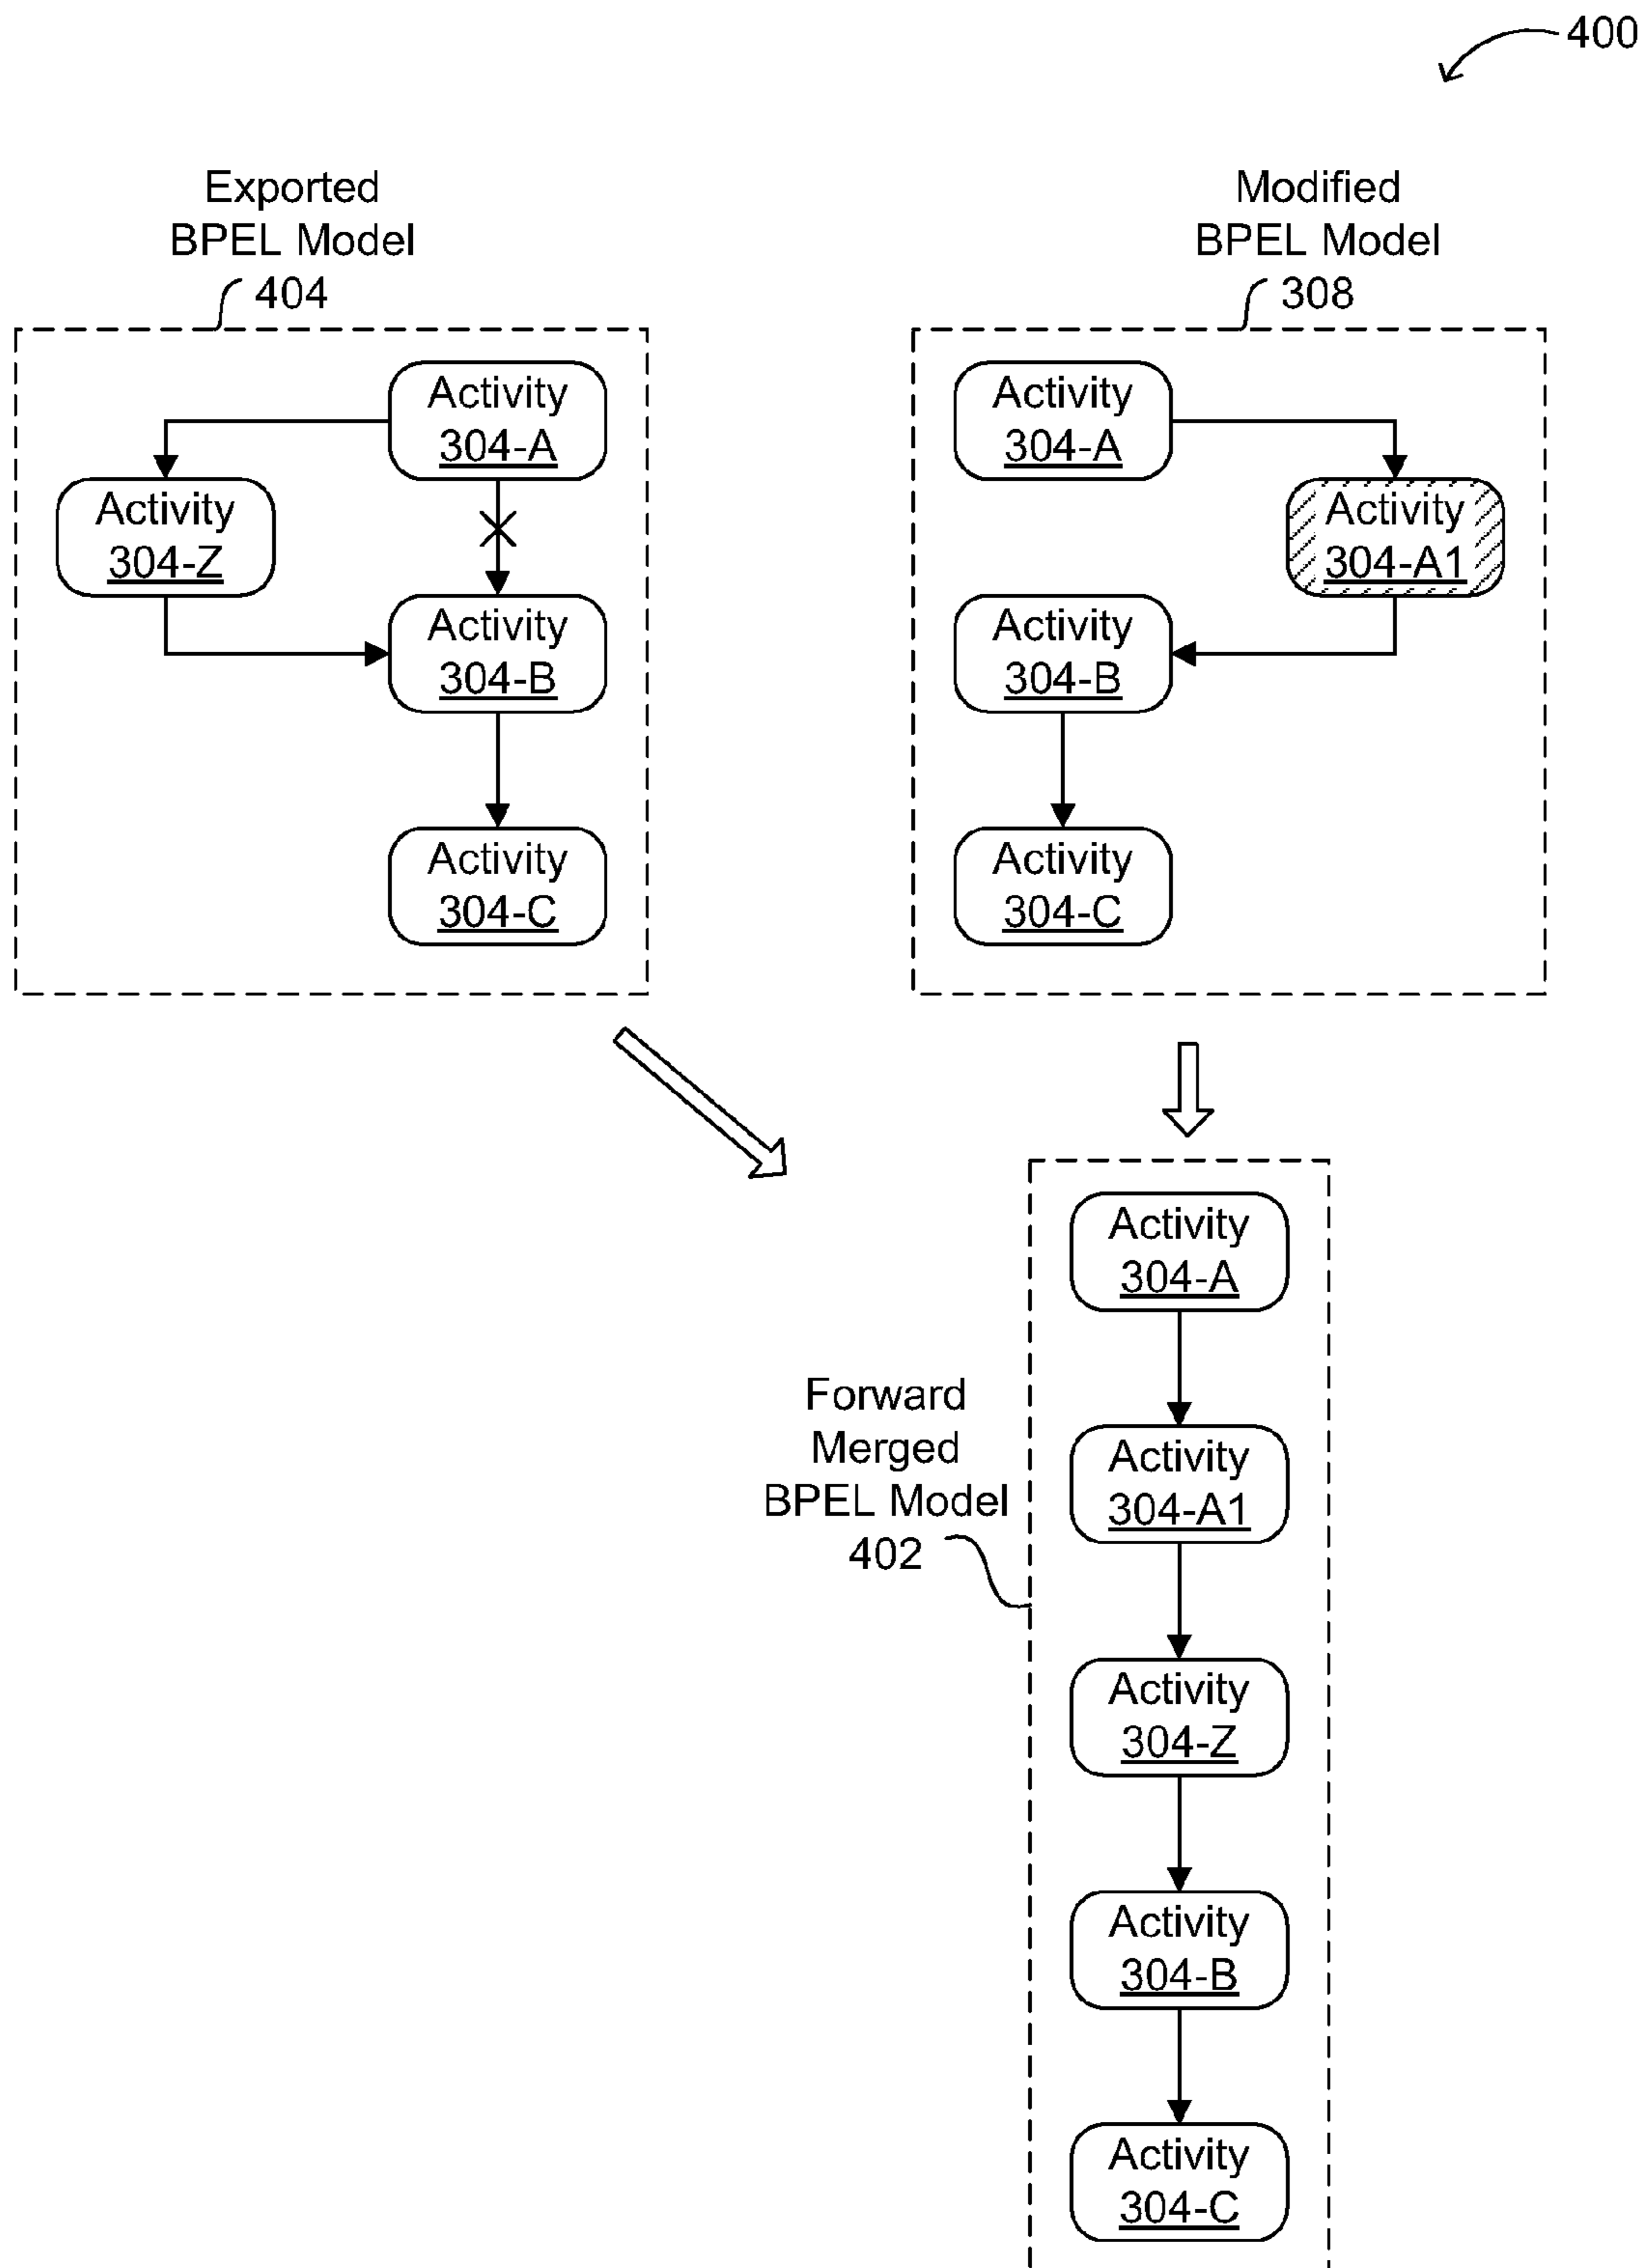 400
Exported
BPEL Model
404
Activity
304-A
Activity
304-Z
Activity
304-B
Activity
304-C
Modified
BPEL Model
308
Activity
304-A
Activity
304-A1
Activity
304-B
Activity
304-C
Forward
Merged
BPEL Model
402
Activity
304-A
Activity
304-A1
Activity
304-Z
Activity
304-B
Activity
304-C